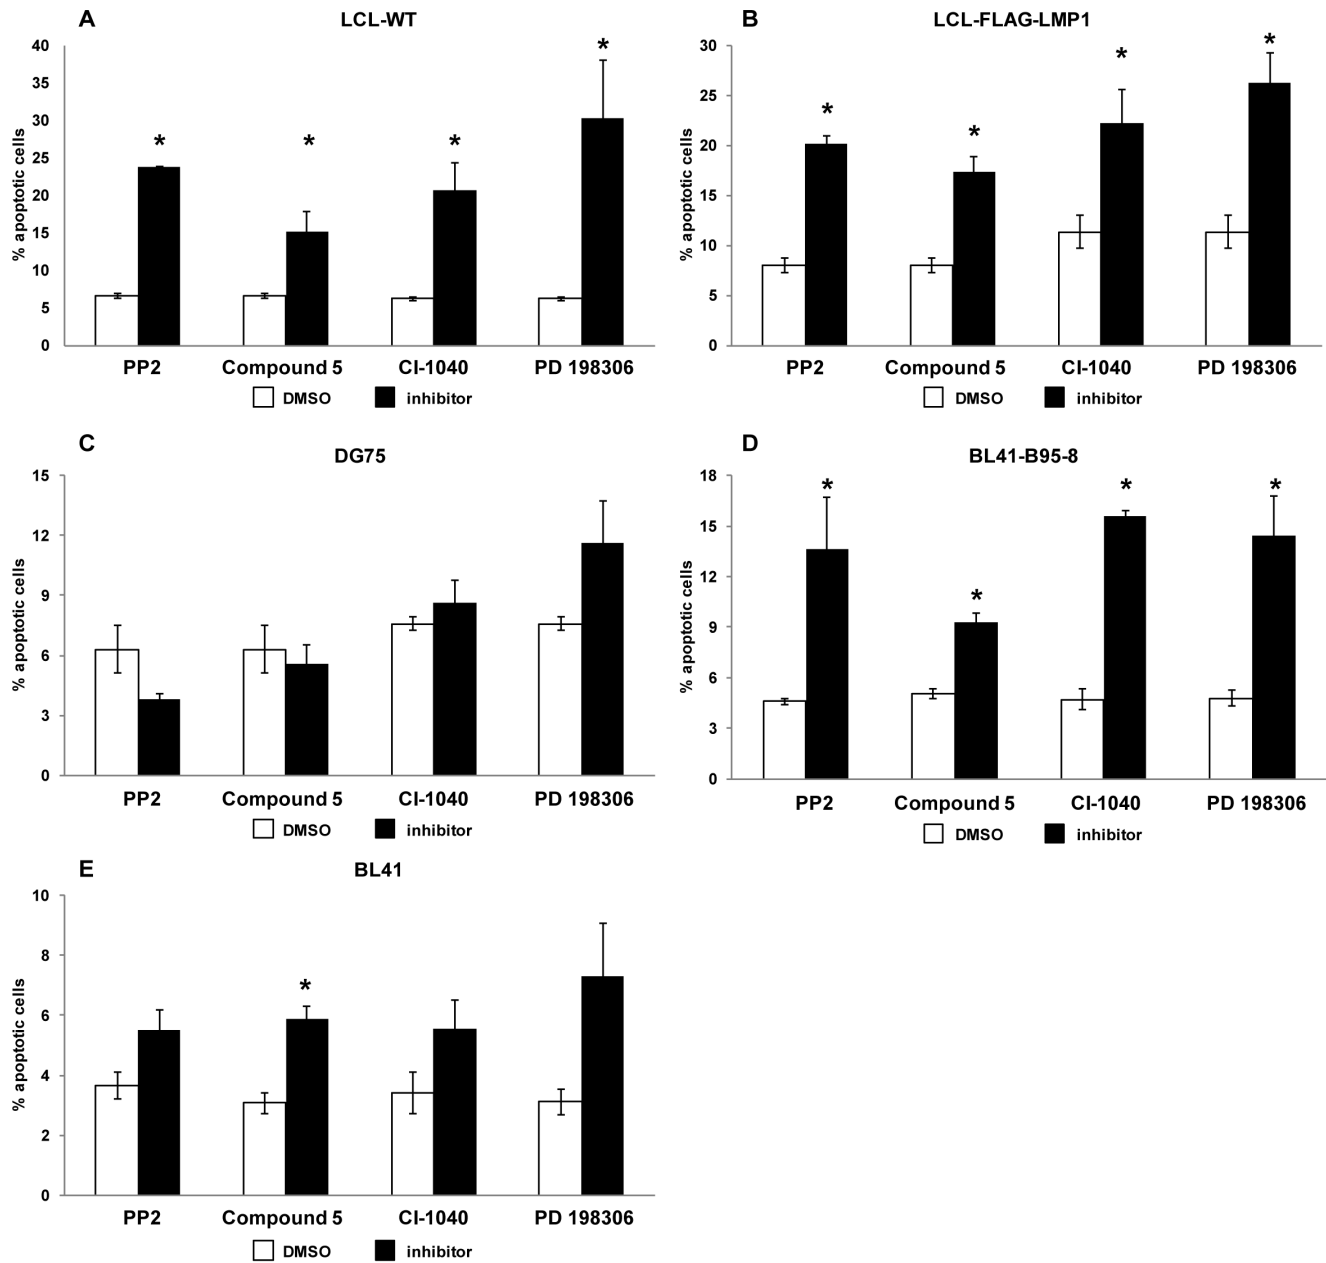 A
LCL-WT
40
35
30
25
20
15
10
5
0
% apoptotic cells
* * * *
PP2 Compound 5 CI-1040 PD 198306
DMSO inhibitor
B
LCL-FLAG-LMP1
30
25
20
15
10
5
0
% apoptotic cells
* * * *
PP2 Compound 5 CI-1040 PD 198306
DMSO inhibitor
C
DG75
15
12
9
6
3
0
% apoptotic cells
PP2 Compound 5 CI-1040 PD 198306
DMSO inhibitor
D
BL41-B95-8
18
15
12
9
6
3
0
% apoptotic cells
* * * *
PP2 Compound 5 CI-1040 PD 198306
DMSO inhibitor
E
BL41
10
8
6
4
2
0
% apoptotic cells
*
PP2 Compound 5 CI-1040 PD 198306
DMSO inhibitor